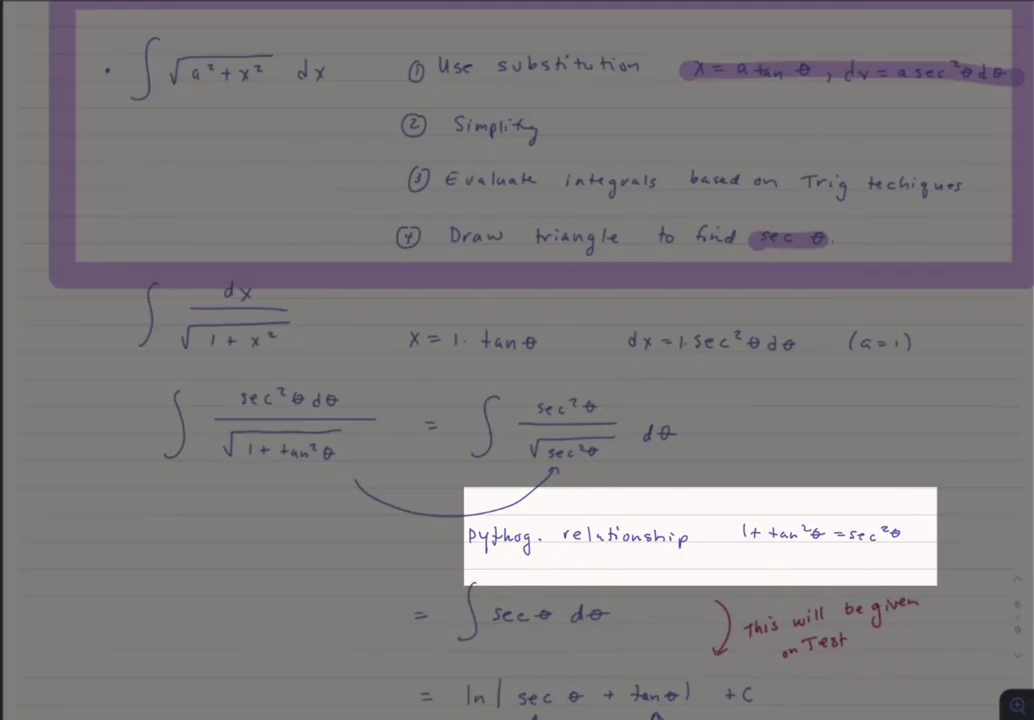 • ∫ √(a² + x²) dx ① Use substitution x = a tan θ, dx = a sec²θ dθ
② Simplify
③ Evaluate integrals based on Trig techiques
④ Draw triangle to find sec θ.
∫ dx / √(1 + x²) x = 1. tan θ dx = 1. sec²θ dθ (a = 1)
∫ sec²θ dθ / √(1 + tan²θ) = ∫ sec²θ / √(sec²θ) dθ
pythog. relationship 1 + tan²θ = sec²θ
= ∫ sec θ dθ This will be given
on Test
= ln| sec θ + tan θ| + C